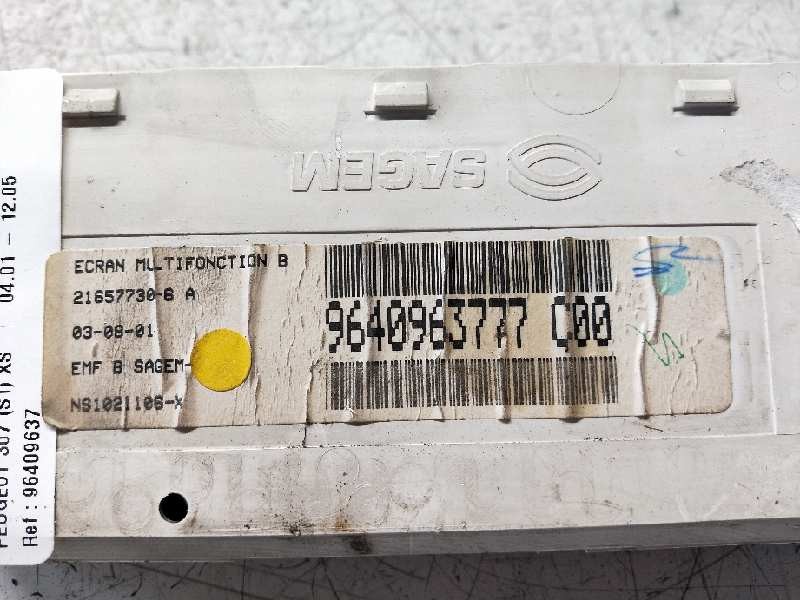 SAGEM
ECRAN MULTIFONCTION B
21657730-6 A
03-08-01
9640963777 C00
EMF B SAGEM-
NS1021106-X
PEUGEOT 307 (S1) XS 04.01 - 12.05
Ref : 96409637